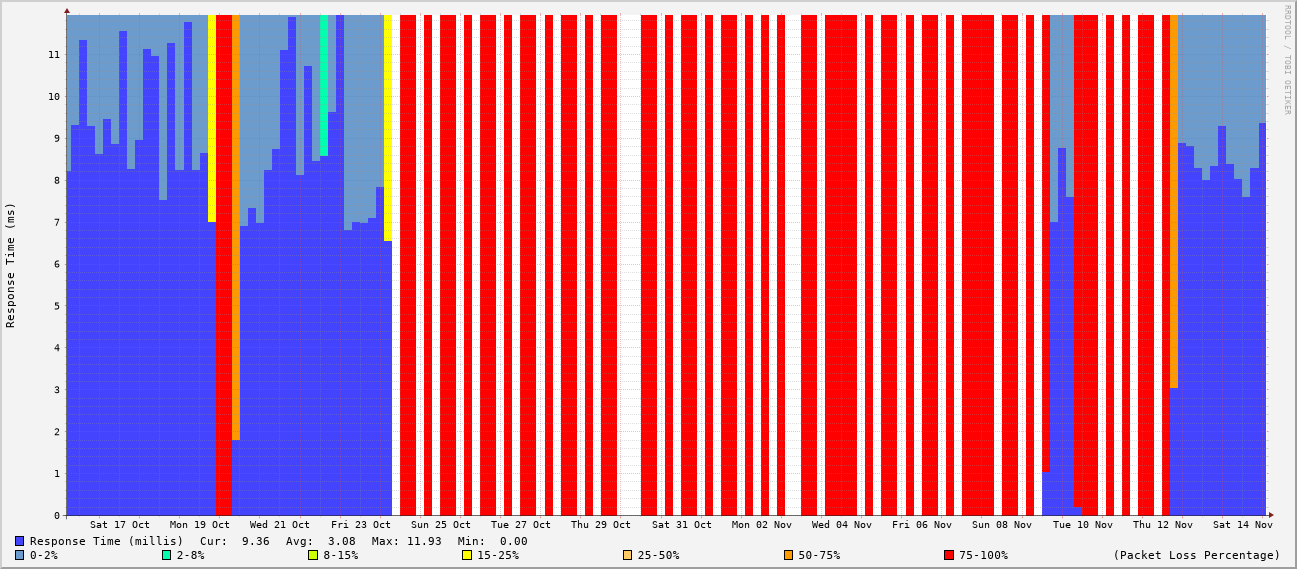 RRDTOOL / TOBI OETIKER
Response Time (ms)
11
10
9
8
7
6
5
4
3
2
1
0
Sat 17 Oct Mon 19 Oct Wed 21 Oct Fri 23 Oct Sun 25 Oct Tue 27 Oct Thu 29 Oct Sat 31 Oct Mon 02 Nov Wed 04 Nov Fri 06 Nov Sun 08 Nov Tue 10 Nov Thu 12 Nov Sat 14 Nov
Response Time (millis) Cur: 9.36 Avg: 3.08 Max: 11.93 Min: 0.00
0-2% 2-8% 8-15% 15-25% 25-50% 50-75% 75-100% (Packet Loss Percentage)